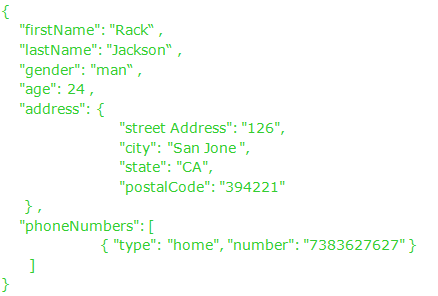 {
"firstName": "Rack“ ,
"lastName": "Jackson“ ,
"gender": "man“ ,
"age": 24 ,
"address": {
"street Address": "126",
"city": "San Jone ",
"state": "CA",
"postalCode": "394221"
} ,
"phoneNumbers": [
{ "type": "home", "number": "7383627627" }
]
}